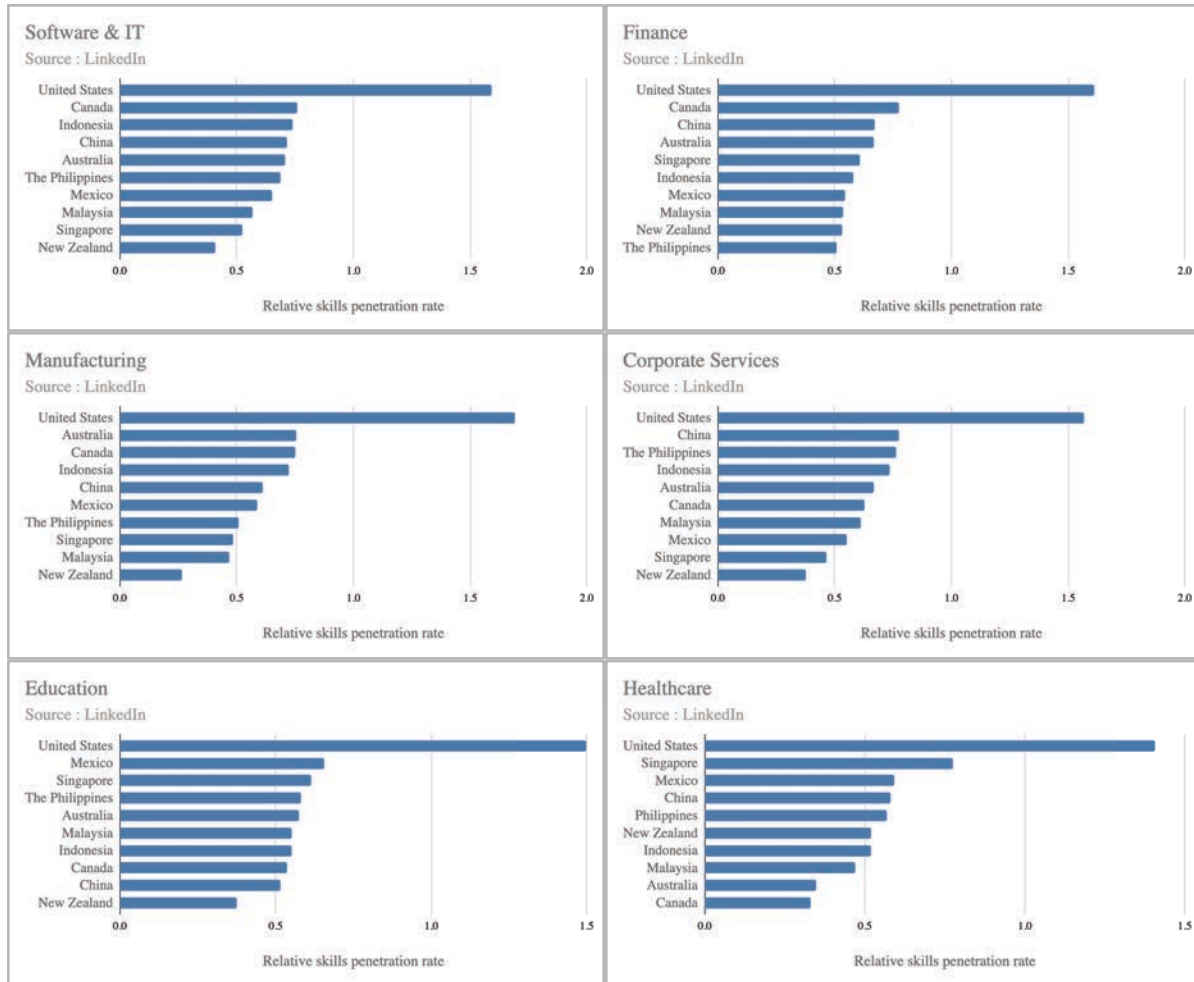 Software & IT
Source : LinkedIn
United States
Canada
Indonesia
China
Australia
The Philippines
Mexico
Malaysia
Singapore
New Zealand
0.0 0.5 1.0 1.5 2.0
Relative skills penetration rate
Finance
Source : LinkedIn
United States
Canada
China
Australia
Singapore
Indonesia
Mexico
Malaysia
New Zealand
The Philippines
0.0 0.5 1.0 1.5 2.0
Relative skills penetration rate
Manufacturing
Source : LinkedIn
United States
Australia
Canada
Indonesia
China
Mexico
The Philippines
Singapore
Malaysia
New Zealand
0.0 0.5 1.0 1.5 2.0
Relative skills penetration rate
Corporate Services
Source : LinkedIn
United States
China
The Philippines
Indonesia
Australia
Canada
Malaysia
Mexico
Singapore
New Zealand
0.0 0.5 1.0 1.5 2.0
Relative skills penetration rate
Education
Source : LinkedIn
United States
Mexico
Singapore
The Philippines
Australia
Malaysia
Indonesia
Canada
China
New Zealand
0.0 0.5 1.0 1.5
Relative skills penetration rate
Healthcare
Source : LinkedIn
United States
Singapore
Mexico
China
Philippines
New Zealand
Indonesia
Malaysia
Australia
Canada
0.0 0.5 1.0 1.5
Relative skills penetration rate